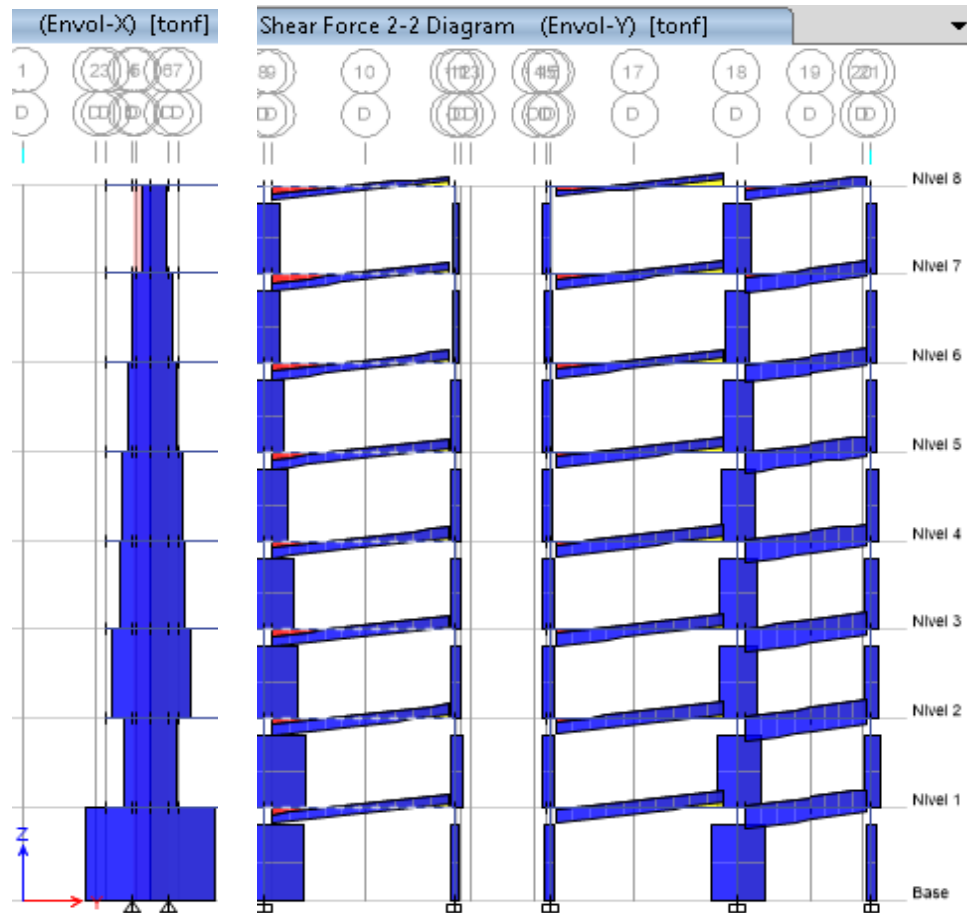 (Envol-X) [tonf]
Shear Force 2-2 Diagram (Envol-Y) [tonf]
1 10 17 18 19
D D D D D
NIvel 8
NIvel 7
NIvel 6
NIvel 5
NIvel 4
NIvel 3
NIvel 2
NIvel 1
Base
Z
Y